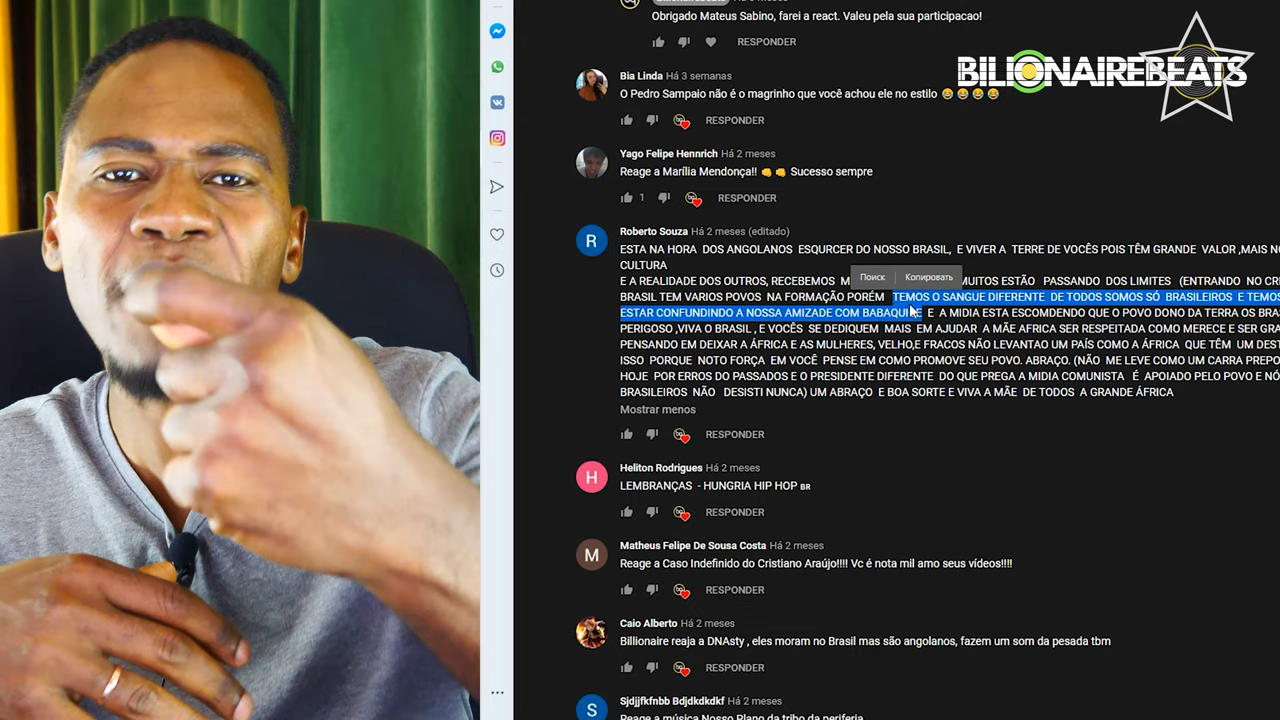 Obrigado Mateus Sabino, farei a react. Valeu pela sua participacao!
RESPONDER
BILIONAIREBEATS
Bia Linda Há 3 semanas
O Pedro Sampaio não é o magrinho que você achou ele no estilo 😂 😂 😂 😂
RESPONDER
Yago Felipe Hennrich Há 2 meses
Reage a Marília Mendonça!! 👊 👊 Sucesso sempre
1 RESPONDER
Roberto Souza Há 2 meses (editado)
ESTA NA HORA DOS ANGOLANOS ESQURCER DO NOSSO BRASIL, E VIVER A TERRE DE VOCÊS POIS TÊM GRANDE VALOR ,MAIS
CULTURA
Поиск Копировать
E A REALIDADE DOS OUTROS, RECEBEMOS MUITOS ESTÃO PASSANDO DOS LIMITES (ENTRANDO NO
BRASIL TEM VARIOS POVOS NA FORMAÇÃO PORÉM TEMOS O SANGUE DIFERENTE DE TODOS SOMOS SÓ BRASILEIROS E TEMOS
ESTAR CONFUNDINDO A NOSSA AMIZADE COM E A MIDIA ESTA ESCOMDENDO QUE O POVO DONO DA TERRA OS
PERIGOSO ,VIVA O BRASIL , E VOCÊS SE DEDIQUEM MAIS EM AJUDAR A MÃE AFRICA SER RESPEITADA COMO MERECE E SER
PENSANDO EM DEIXAR A ÁFRICA E AS MULHERES, VELHO,E FRACOS NÃO LEVANTAO UM PAÍS COMO A ÁFRICA QUE TÊM UM
ISSO PORQUE NOTO FORÇA EM VOCÊ PENSE EM COMO PROMOVE SEU POVO. ABRAÇO. (NÃO ME LEVE COMO UM CARRA
HOJE POR ERROS DO PASSADOS E O PRESIDENTE DIFERENTE DO QUE PREGA A MIDIA COMUNISTA É APOIADO PELO POVO E
BRASILEIROS NÃO DESISTI NUNCA) UM ABRAÇO E BOA SORTE E VIVA A MÃE DE TODOS A GRANDE ÁFRICA
Mostrar menos
RESPONDER
H Heliton Rodrigues Há 2 meses
LEMBRANÇAS - HUNGRIA HIP HOP BR
RESPONDER
M Matheus Felipe De Sousa Costa Há 2 meses
Reage a Caso Indefinido do Cristiano Araújo!!!! Vc é nota mil amo seus vídeos!!!!
RESPONDER
Caio Alberto Há 2 meses
Billionaire reaja a DNAsty , eles moram no Brasil mas são angolanos, fazem um som da pesada tbm
RESPONDER
S Sjdjjfkfnbb Bdjdkdkdkf Há 2 meses
Reage a música Nosso Plano da tribo da periferia